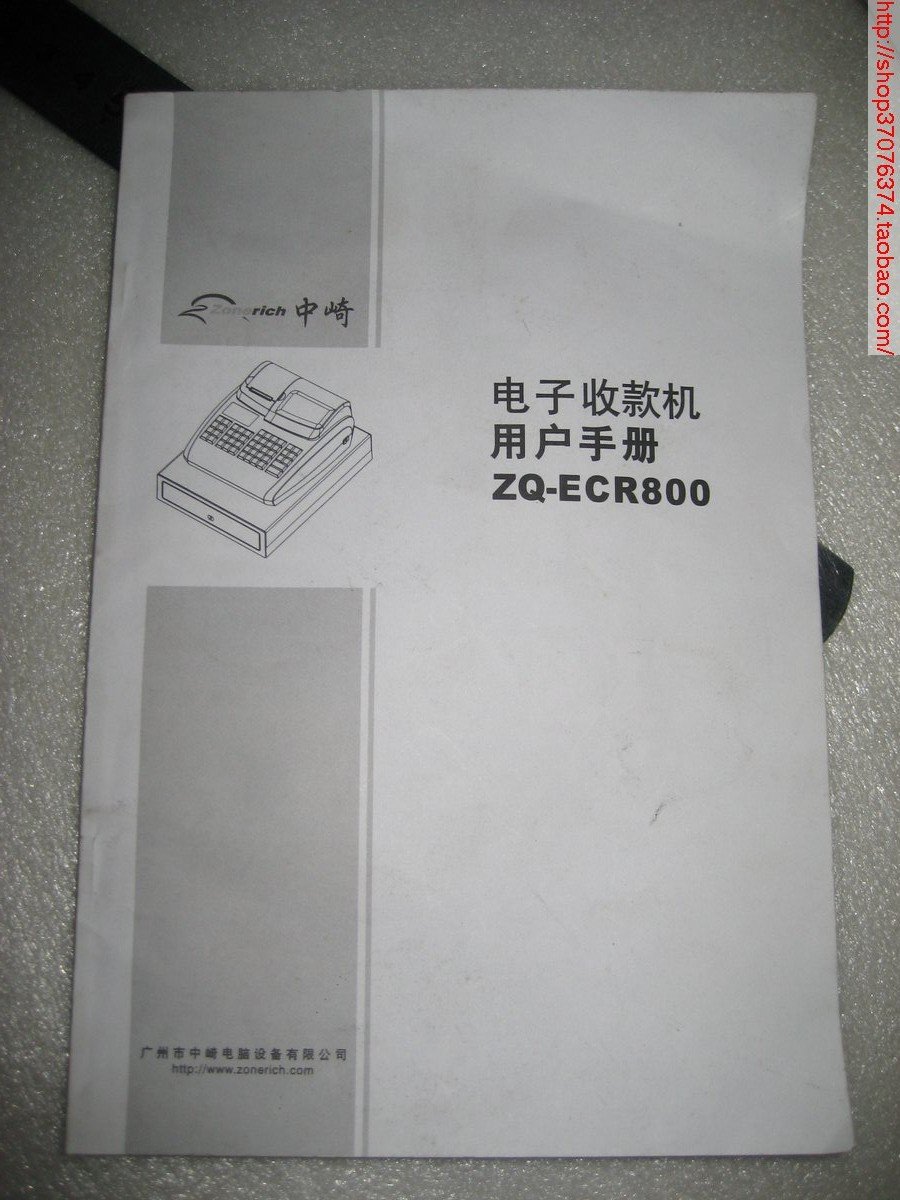 Zonerich 中崎
电子收款机
用户手册
ZQ-ECR800
广州市中崎电脑设备有限公司
http://www.zonerich.com
http://shop37076374.taobao.com/